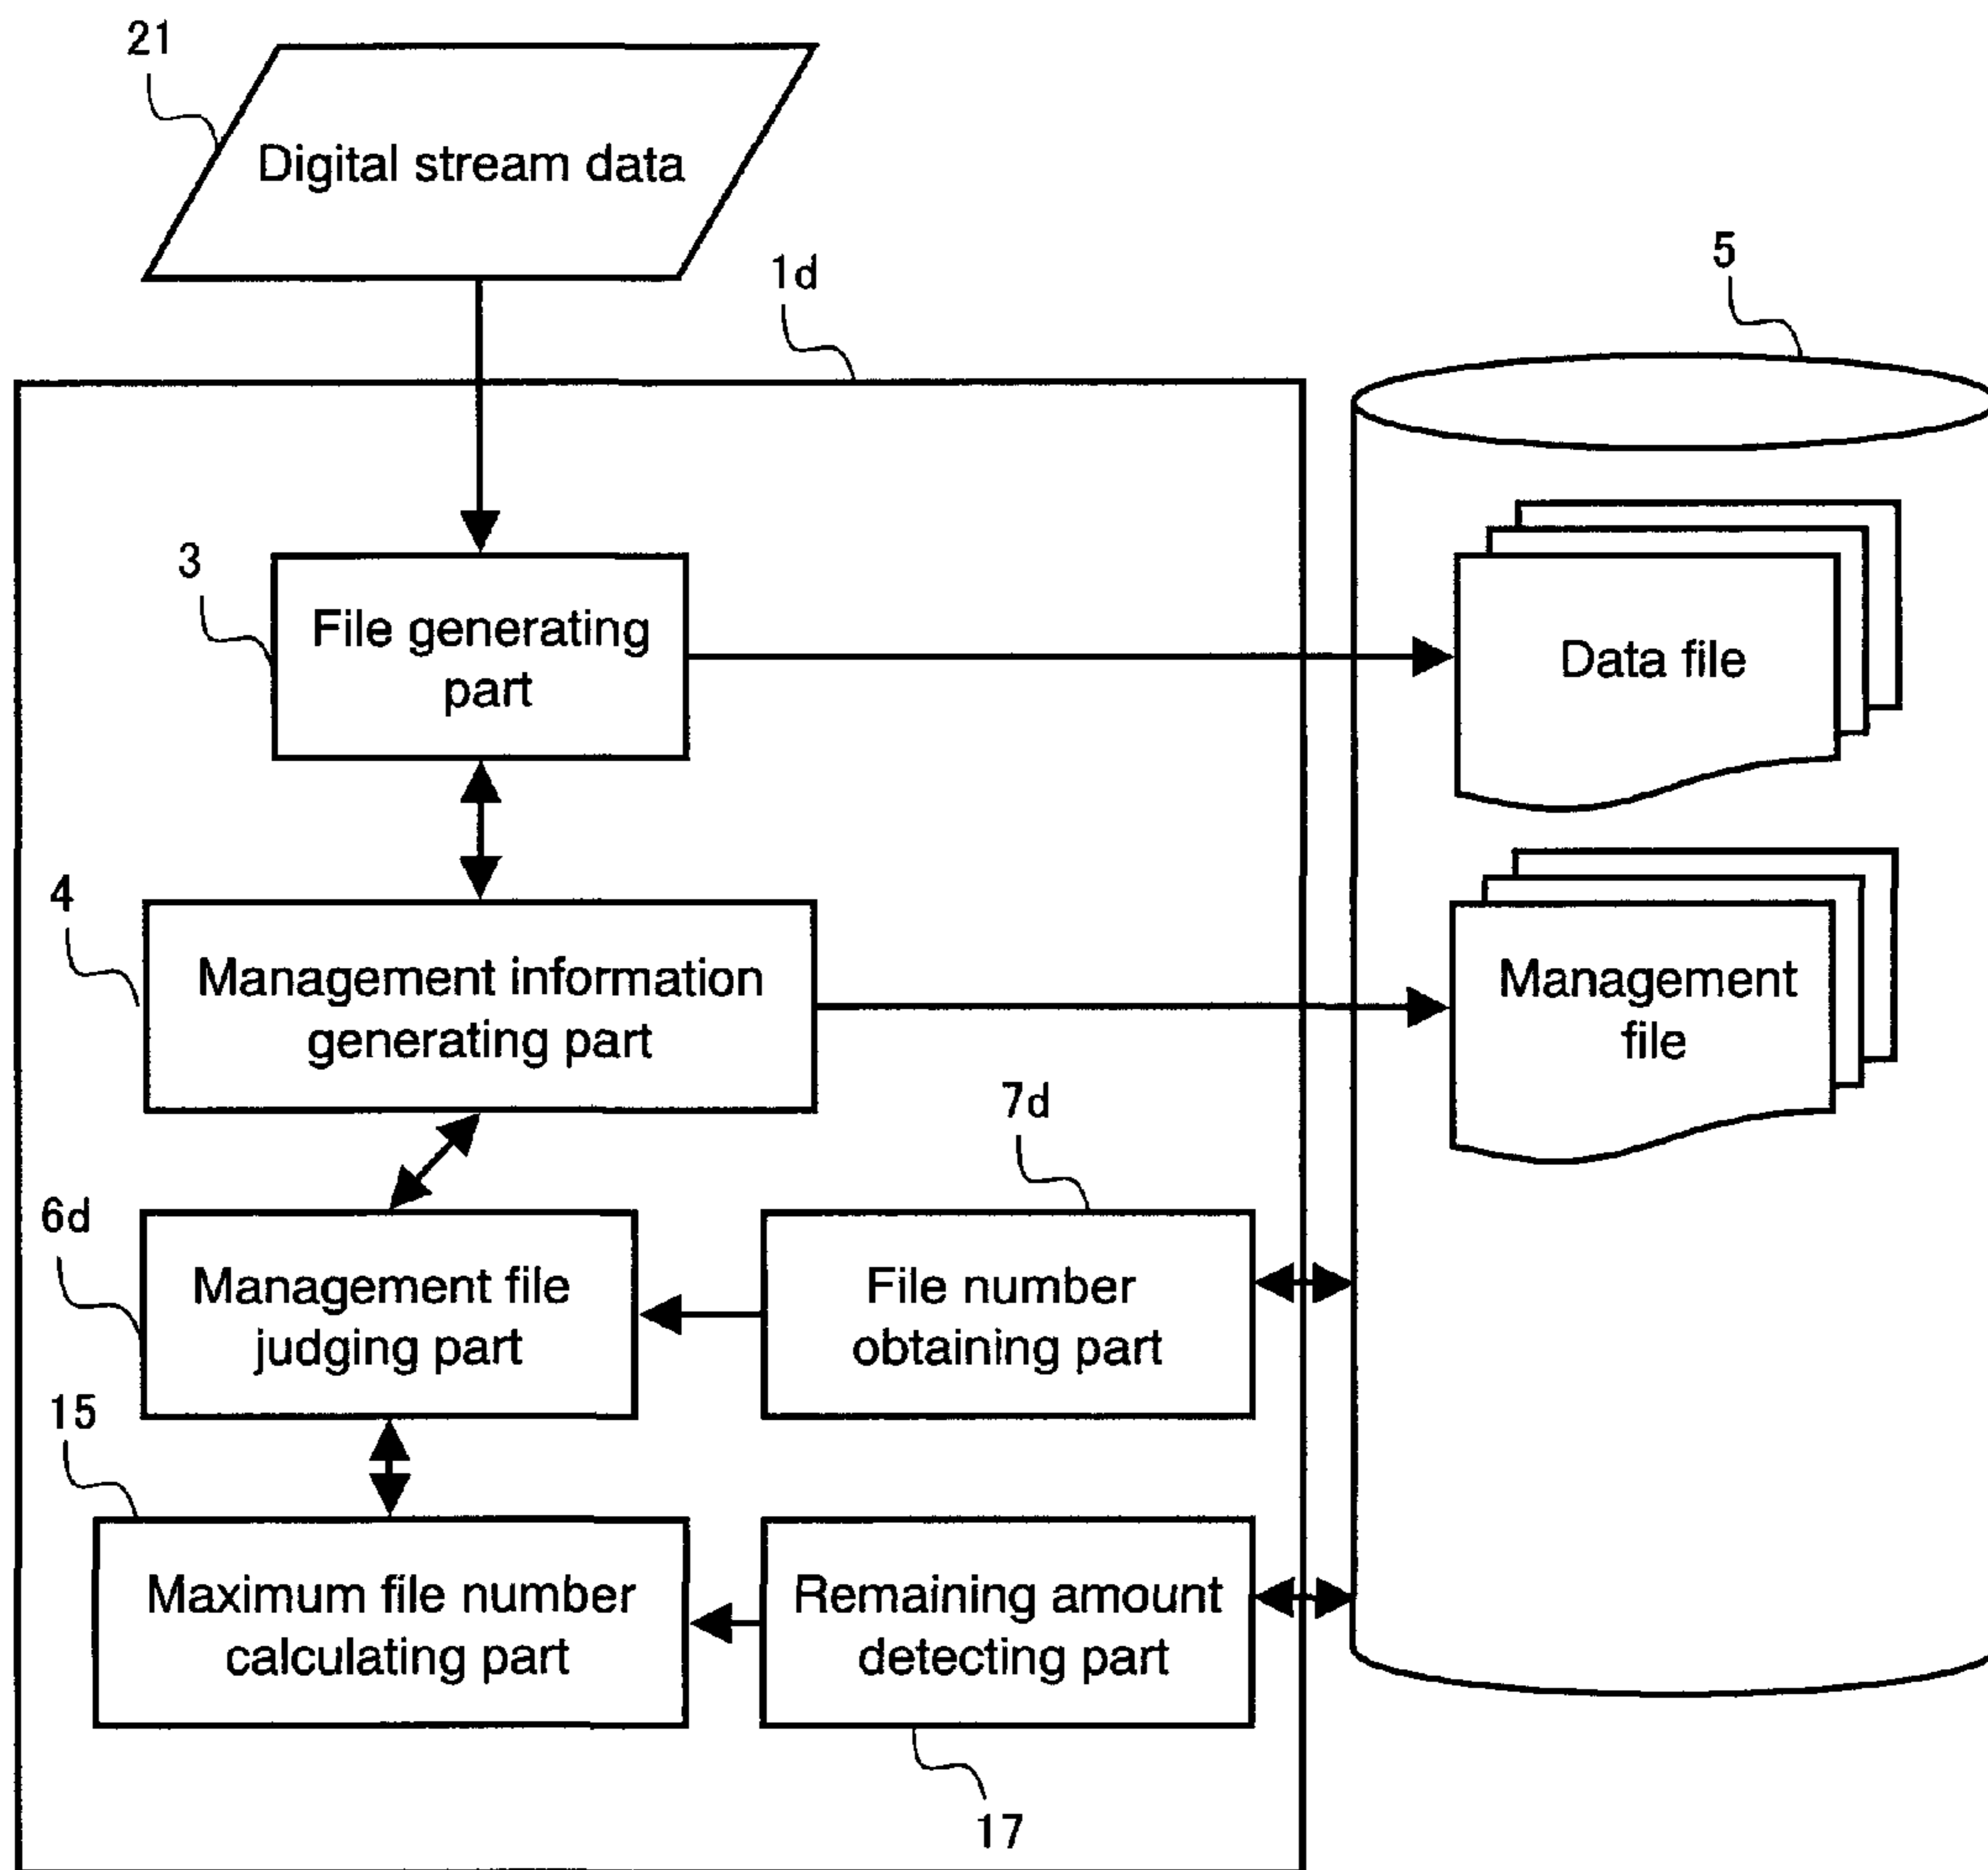 21
Digital stream data
1d
5
3
File generating
part
Data file
4
Management information
generating part
Management
file
7d
6d
Management file
judging part
File number
obtaining part
15
Maximum file number
calculating part
Remaining amount
detecting part
17